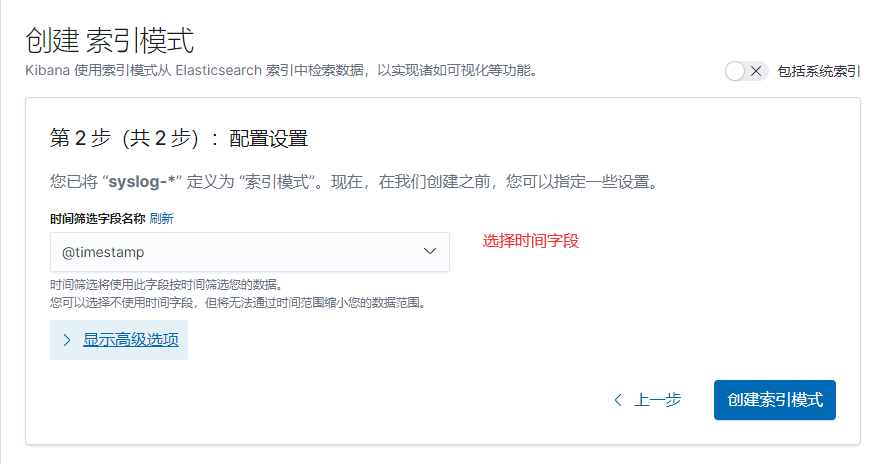 创建 索引模式
Kibana 使用索引模式从 Elasticsearch 索引中检索数据，以实现诸如可视化等功能。
包括系统索引
第 2 步（共 2 步）：配置设置
您已将 “syslog-*” 定义为 “索引模式”。现在，在我们创建之前，您可以指定一些设置。
时间筛选字段名称 刷新
@timestamp
选择时间字段
时间筛选将使用此字段按时间筛选您的数据。
您可以选择不使用时间字段，但将无法通过时间范围缩小您的数据范围。
显示高级选项
上一步
创建索引模式